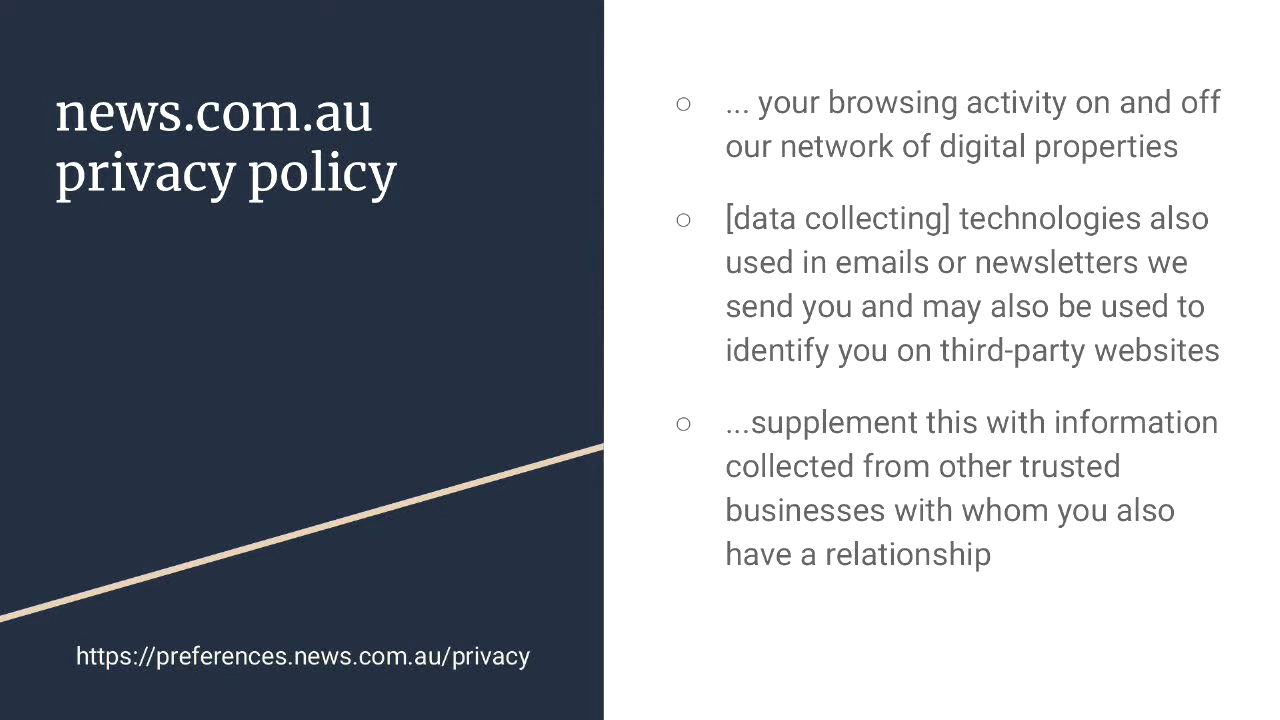 news.com.au
privacy policy
https://preferences.news.com.au/privacy
○ ... your browsing activity on and off
our network of digital properties
○ [data collecting] technologies also
used in emails or newsletters we
send you and may also be used to
identify you on third-party websites
○ ...supplement this with information
collected from other trusted
businesses with whom you also
have a relationship